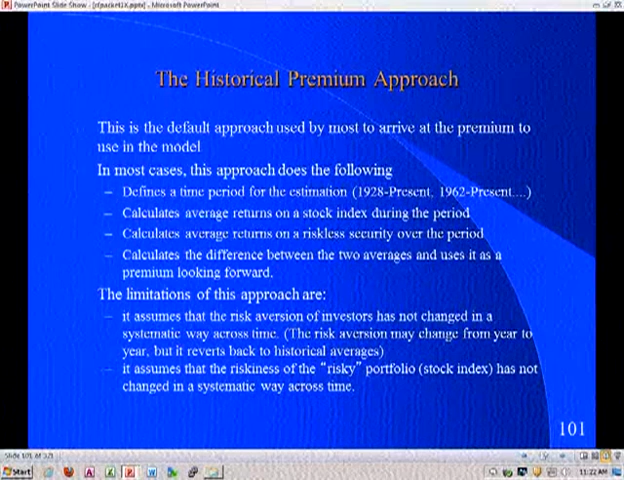 PowerPoint Slide Show - [cfpacket1X.pptx] - Microsoft PowerPoint
The Historical Premium Approach
This is the default approach used by most to arrive at the premium to
use in the model
In most cases, this approach does the following
– Defines a time period for the estimation (1928-Present, 1962-Present....)
– Calculates average returns on a stock index during the period
– Calculates average returns on a riskless security over the period
– Calculates the difference between the two averages and uses it as a
premium looking forward.
The limitations of this approach are:
– it assumes that the risk aversion of investors has not changed in a
systematic way across time. (The risk aversion may change from year to
year, but it reverts back to historical averages)
– it assumes that the riskiness of the “risky” portfolio (stock index) has not
changed in a systematic way across time.
101
Start
11:22 AM